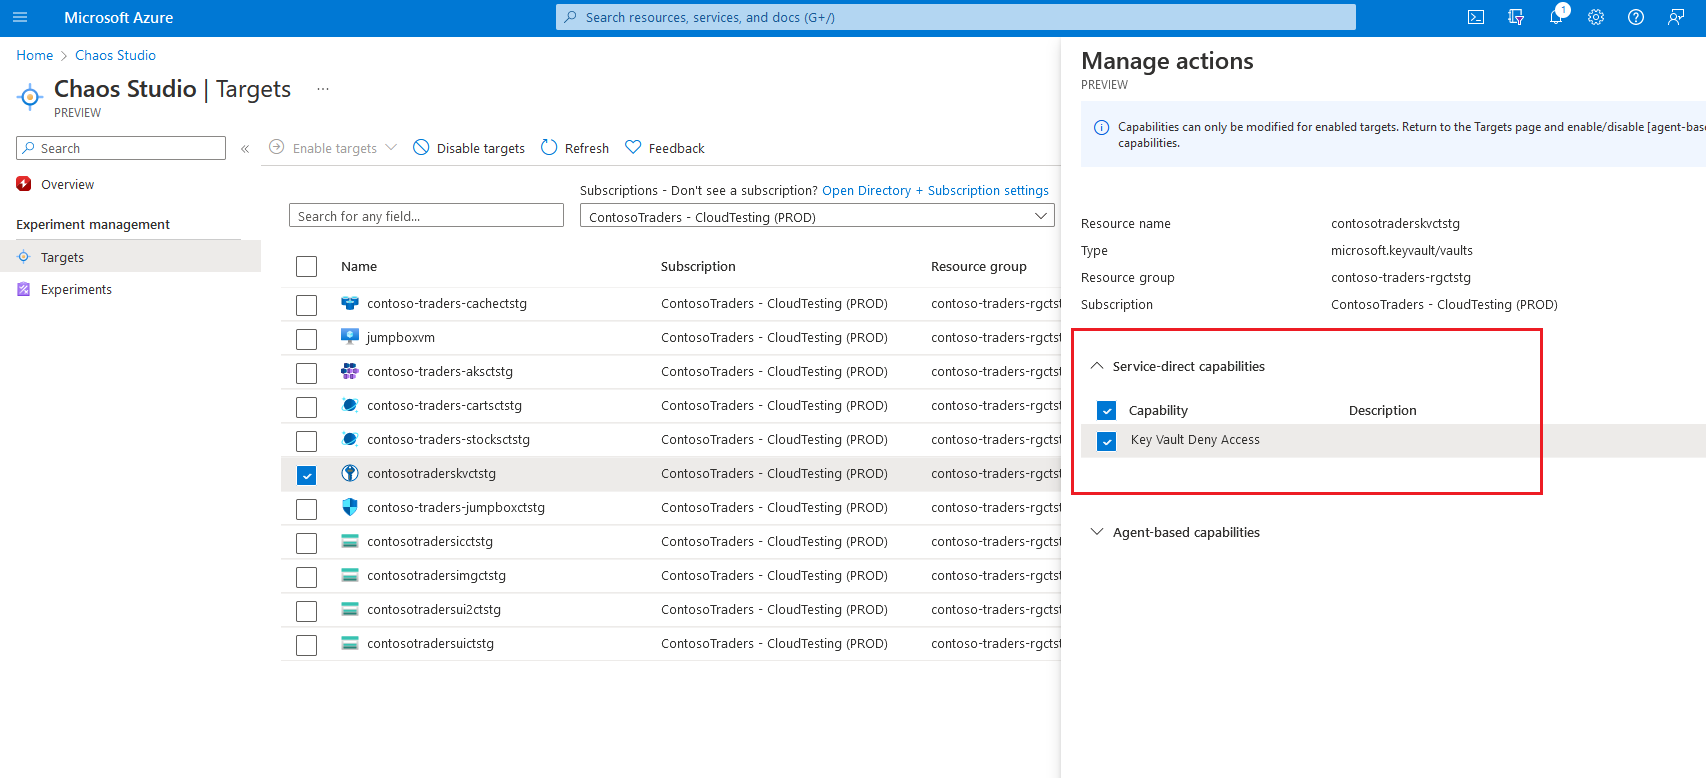 Microsoft Azure
Search resources, services, and docs (G+/)
1
Home > Chaos Studio
Chaos Studio | Targets ...
PREVIEW
Search
«
Overview
Experiment management
Targets
Experiments
Enable targets
Disable targets
Refresh
Feedback
Subscriptions - Don't see a subscription? Open Directory + Subscription settings
Search for any field...
ContosoTraders - CloudTesting (PROD)
Name Subscription Resource group
contoso-traders-cachectstg ContosoTraders - CloudTesting (PROD) contoso-traders-rgctst
jumpboxvm ContosoTraders - CloudTesting (PROD) contoso-traders-rgctst
contoso-traders-aksctstg ContosoTraders - CloudTesting (PROD) contoso-traders-rgctst
contoso-traders-cartsctstg ContosoTraders - CloudTesting (PROD) contoso-traders-rgctst
contoso-traders-stocksctstg ContosoTraders - CloudTesting (PROD) contoso-traders-rgctst
contosotraderskvctstg ContosoTraders - CloudTesting (PROD) contoso-traders-rgctst
contoso-traders-jumpboxctstg ContosoTraders - CloudTesting (PROD) contoso-traders-rgctst
contosotradersicctstg ContosoTraders - CloudTesting (PROD) contoso-traders-rgctst
contosotradersimgctstg ContosoTraders - CloudTesting (PROD) contoso-traders-rgctst
contosotradersui2ctstg ContosoTraders - CloudTesting (PROD) contoso-traders-rgctst
contosotradersuictstg ContosoTraders - CloudTesting (PROD) contoso-traders-rgctst
Manage actions
PREVIEW
Capabilities can only be modified for enabled targets. Return to the Targets page and enable/disable [agent-base
capabilities.
Resource name contosotraderskvctstg
Type microsoft.keyvault/vaults
Resource group contoso-traders-rgctstg
Subscription ContosoTraders - CloudTesting (PROD)
Service-direct capabilities
Capability Description
Key Vault Deny Access
Agent-based capabilities